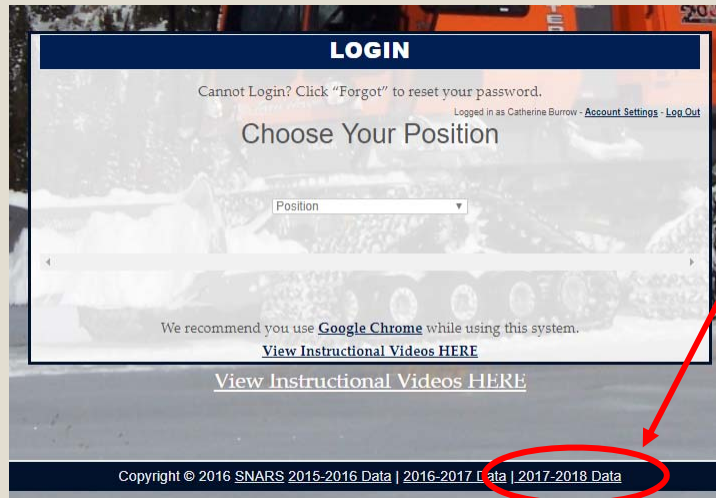 LOGIN
Cannot Login? Click “Forgot” to reset your password.
Logged in as Catherine Burrow - Account Settings - Log Out
Choose Your Position
Position
We recommend you use Google Chrome while using this system.
View Instructional Videos HERE
View Instructional Videos HERE
Copyright © 2016 SNARS 2015-2016 Data | 2016-2017 Data | 2017-2018 Data